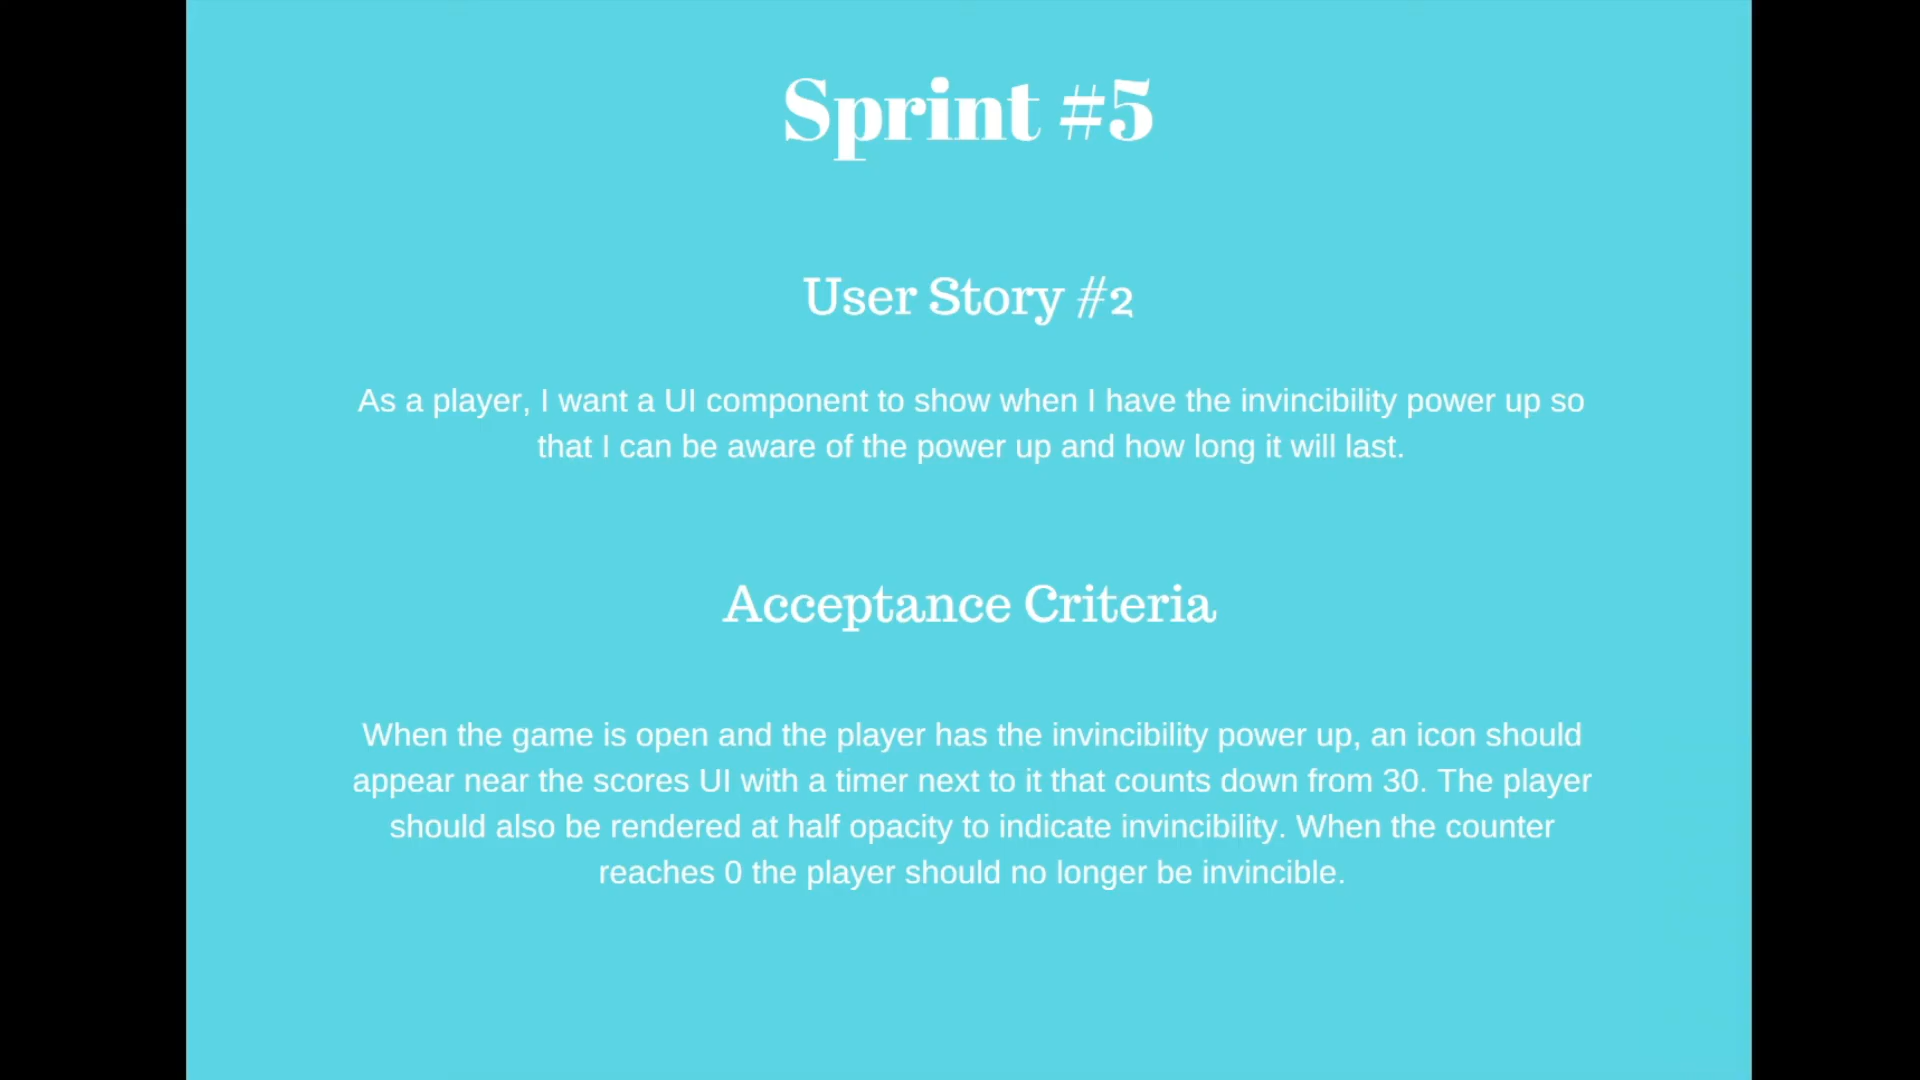 Sprint #5
User Story #2
As a player, I want a UI component to show when I have the invincibility power up so
that I can be aware of the power up and how long it will last.
Acceptance Criteria
When the game is open and the player has the invincibility power up, an icon should
appear near the scores UI with a timer next to it that counts down from 30. The player
should also be rendered at half opacity to indicate invincibility. When the counter
reaches 0 the player should no longer be invincible.